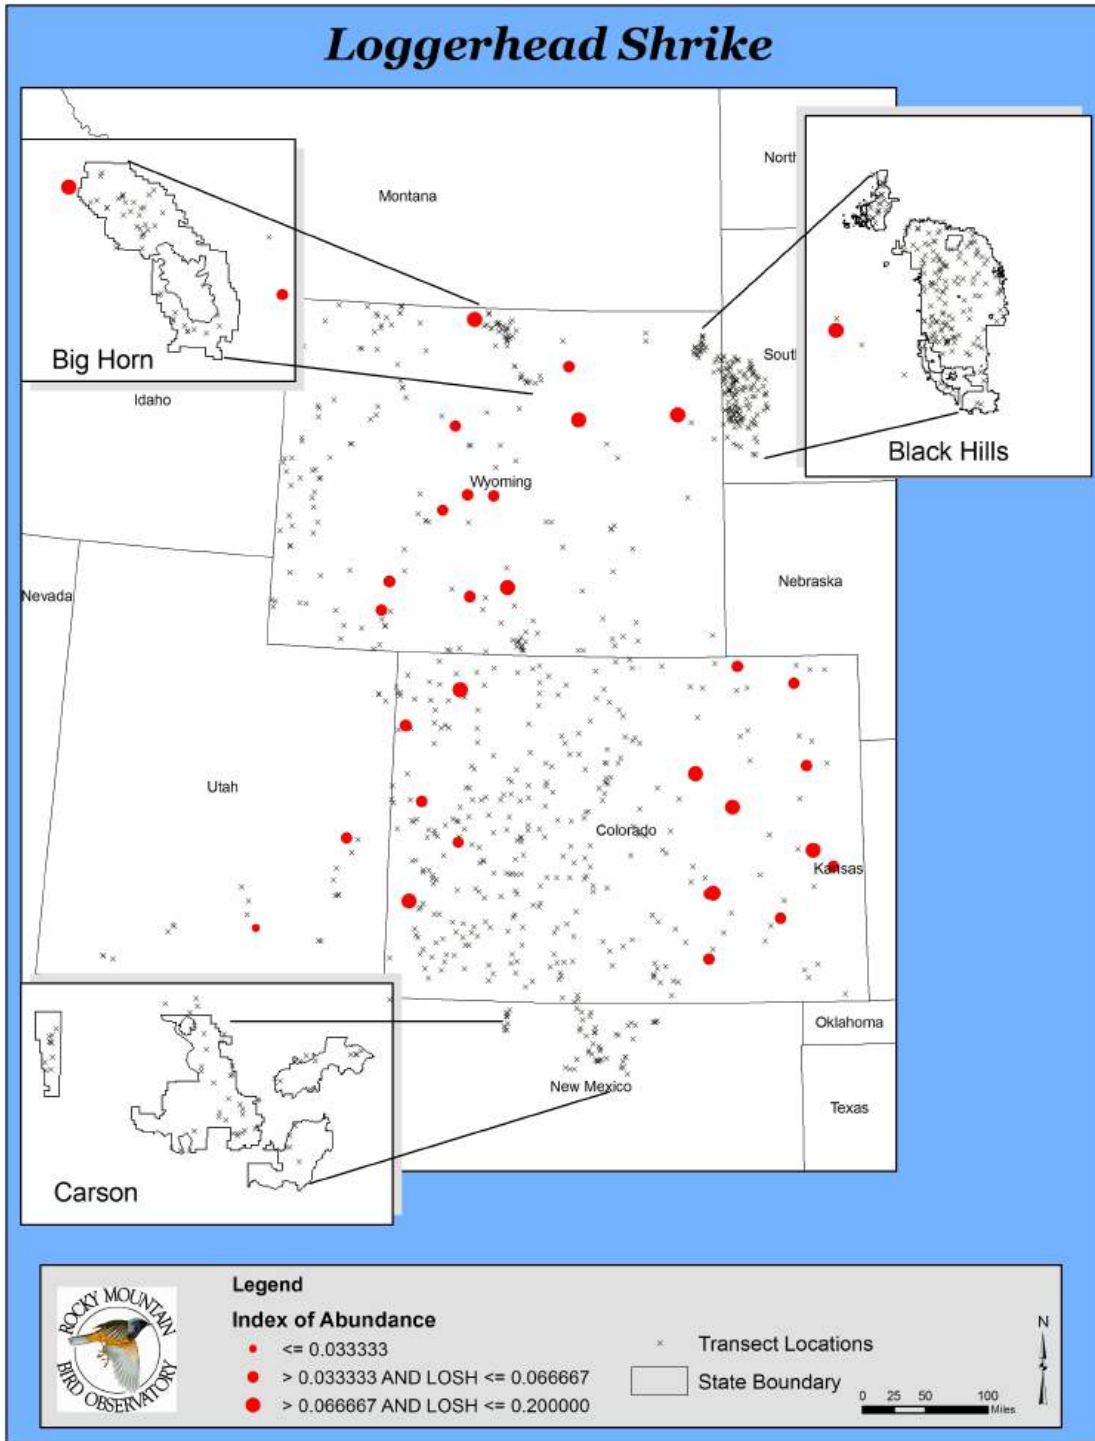 Loggerhead Shrike
Montana
North
Big Horn
Idaho
South
Black Hills
Wyoming
Nevada
Nebraska
Utah
Colorado
Kansas
Oklahoma
New Mexico
Texas
Carson
ROCKY MOUNTAIN
BIRD OBSERVATORY
Legend
Index of Abundance
<= 0.033333
> 0.033333 AND LOSH <= 0.066667
> 0.066667 AND LOSH <= 0.200000
Transect Locations
State Boundary
N
0 25 50 100
Miles